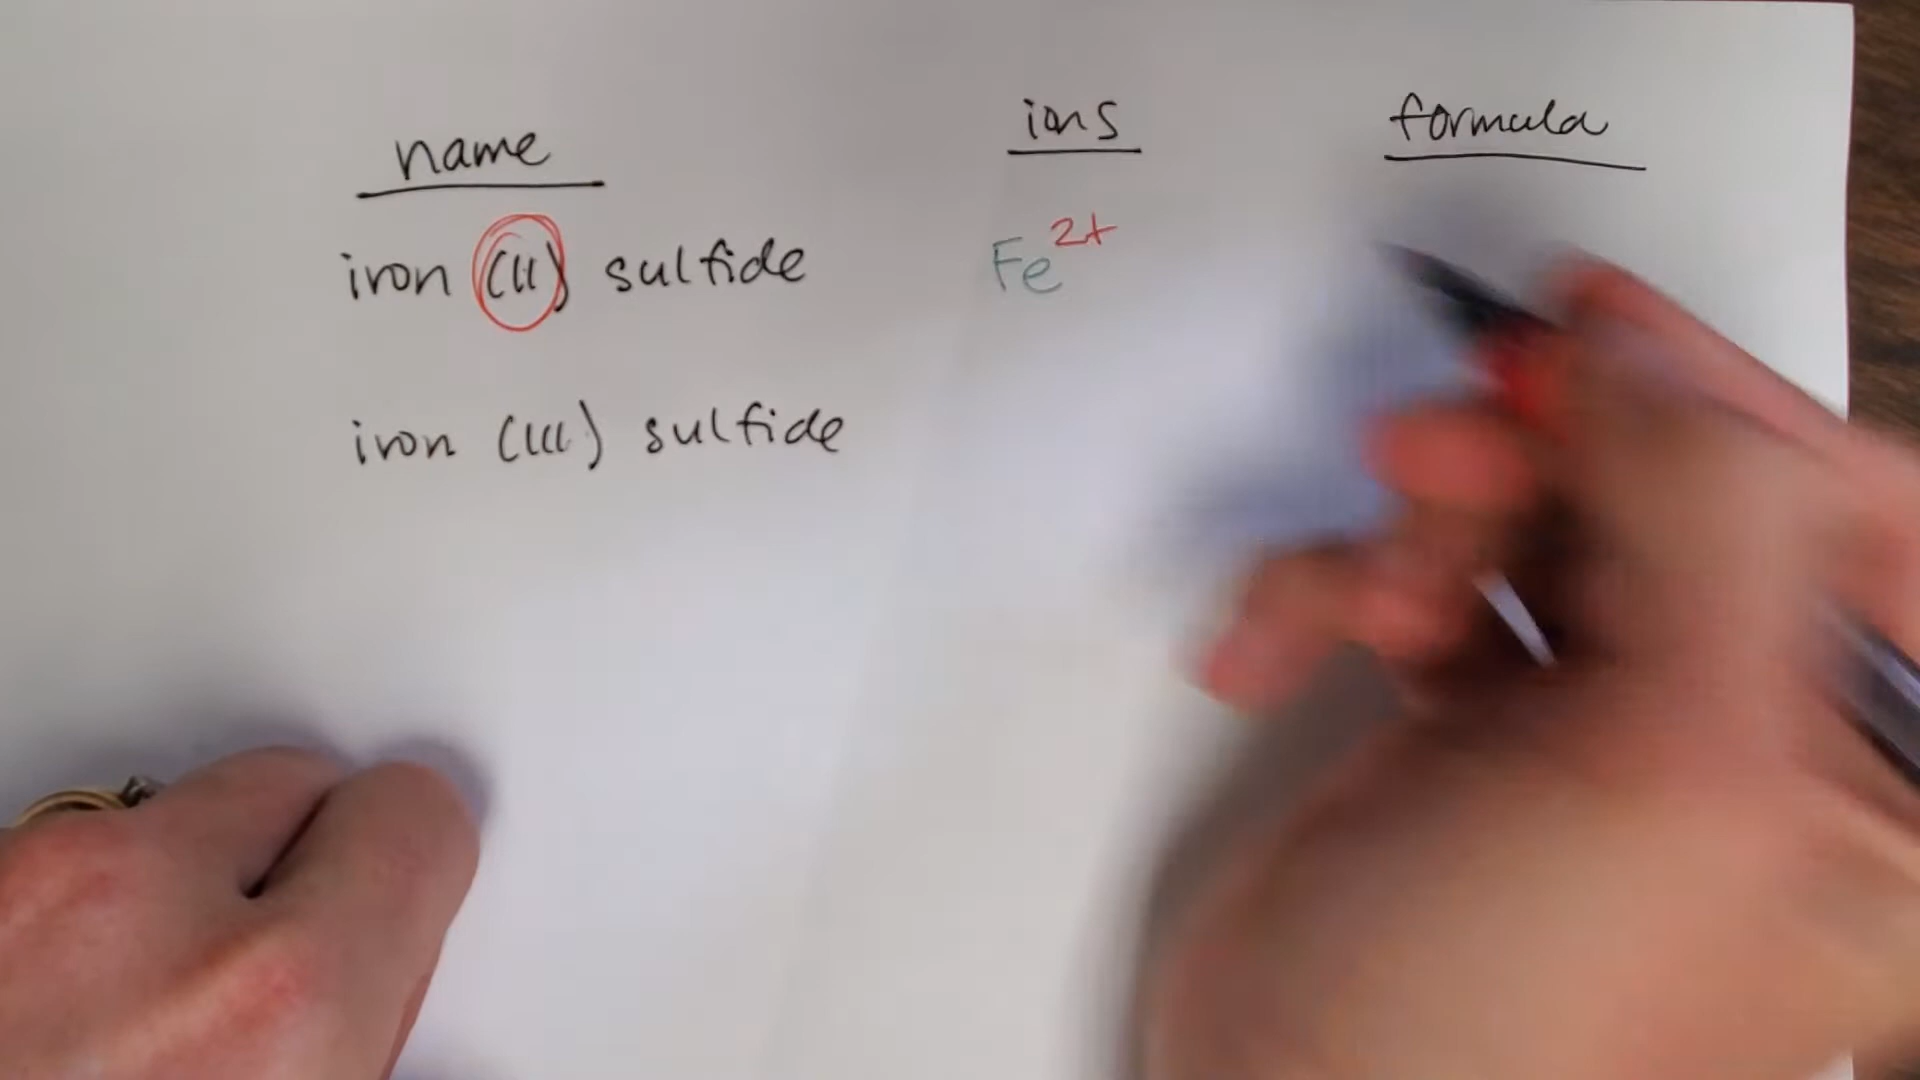 name ions formula
iron (II) sulfide Fe²⁺
iron (III) sulfide